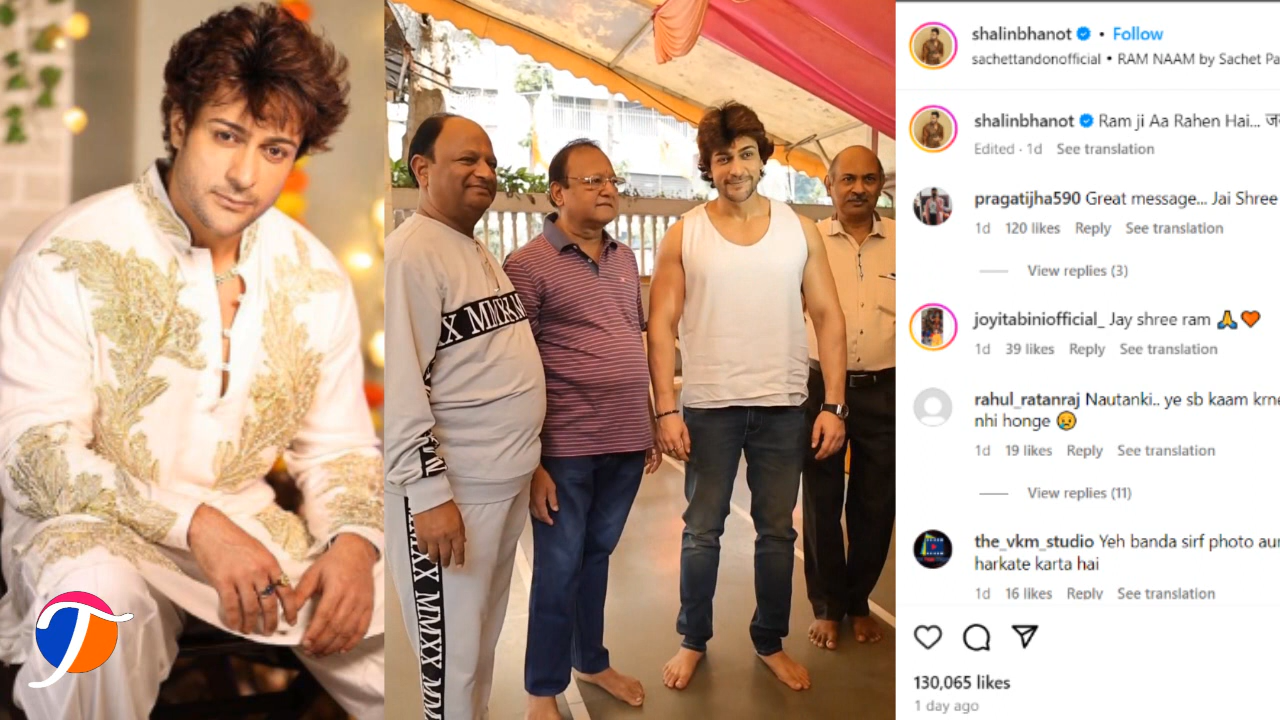 X MMXX M
shalinbhanot • Follow
sachettandonofficial • RAM NAAM by Sachet Pa
shalinbhanot Ram ji Aa Rahen Hai...
Edited · 1d See translation
pragatijha590 Great message... Jai Shree
1d 120 likes Reply See translation
View replies (3)
joyitabiniofficial_ Jay shree ram 🙏🧡
1d 39 likes Reply See translation
rahul_ratanraj Nautanki.. ye sb kaam krne
nhi honge 😢
1d 19 likes Reply See translation
View replies (11)
the_vkm_studio Yeh banda sirf photo aur
harkate karta hai
1d 16 likes Reply See translation
130,065 likes
1 day ago